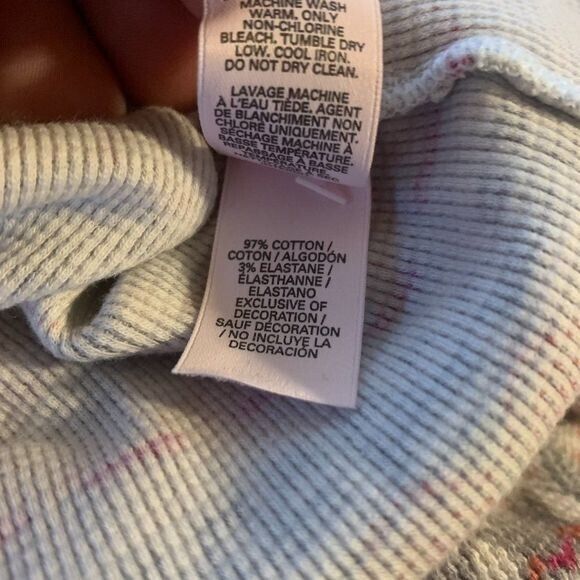 MACHINE WASH
WARM. ONLY
NON-CHLORINE
BLEACH. TUMBLE DRY
LOW. COOL IRON.
DO NOT DRY CLEAN.
LAVAGE MACHINE
À L'EAU TIÈDE. AGENT
DE BLANCHIMENT NON
CHLORÉ UNIQUEMENT.
SÉCHAGE MACHINE À
BASSE TEMPÉRATURE.
REPASSAGE À BASSE
97% COTTON /
COTON / ALGODÓN
3% ELASTANE /
ÉLASTHANNE /
ELASTANO
EXCLUSIVE OF
DECORATION /
SAUF DÉCORATION
/ NO INCLUYE LA
DECORACIÓN